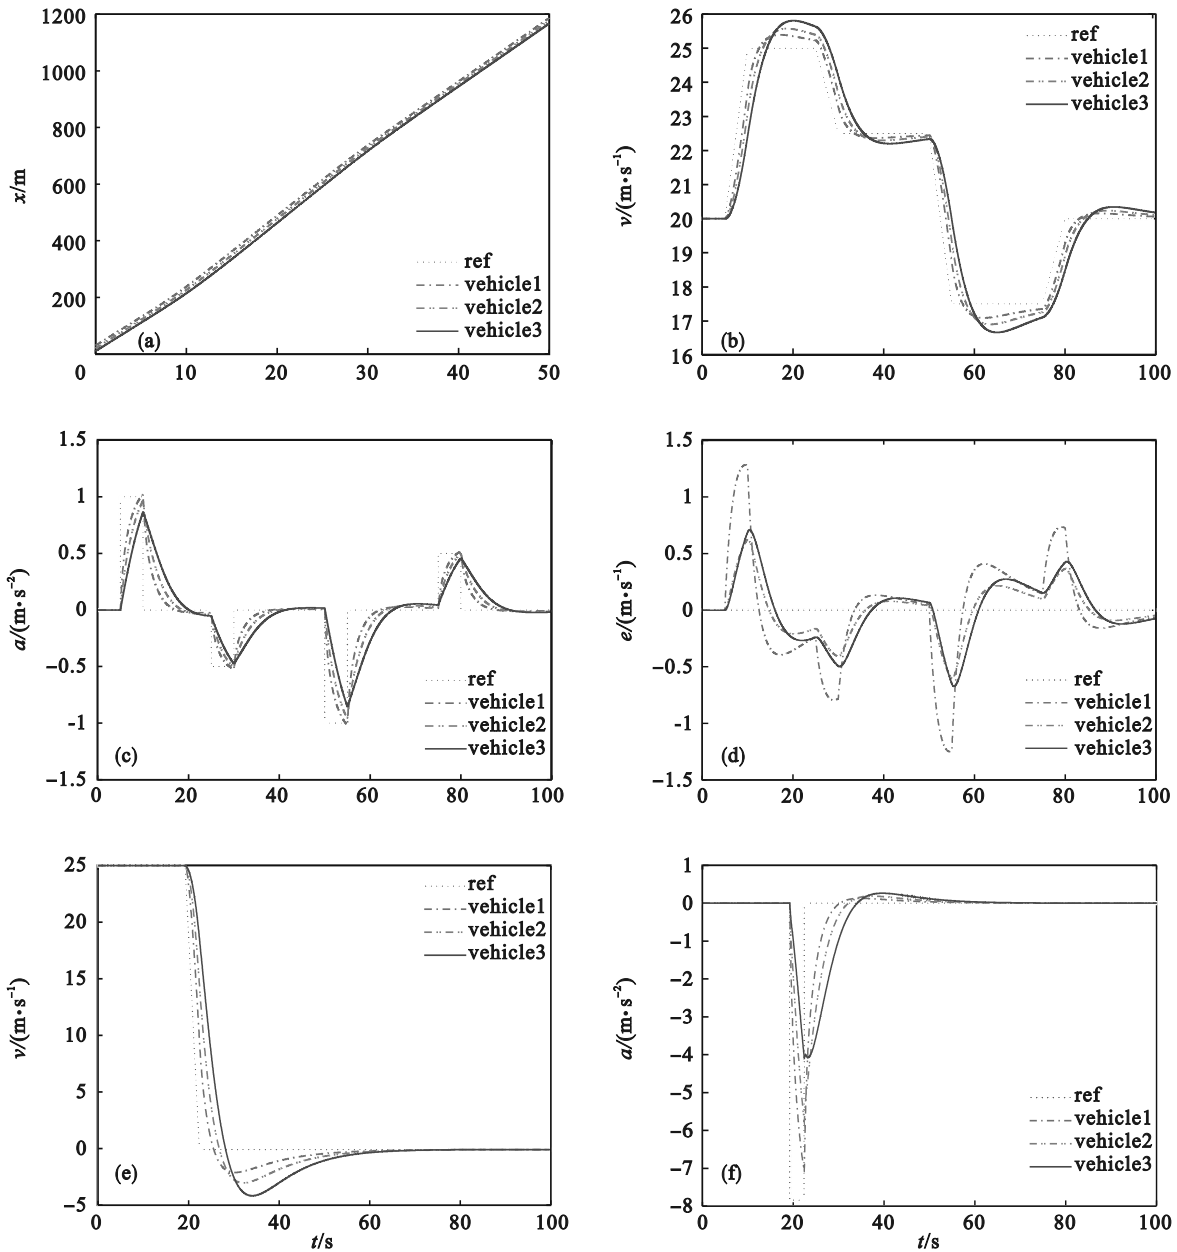 1200
1000
800
600
400
200
0
10
20
30
40
50
x/m
ref
vehicle1
vehicle2
vehicle3
(a)
26
25
24
23
22
21
20
19
18
17
16
0
20
40
60
80
100
v/(m•s⁻¹)
ref
vehicle1
vehicle2
vehicle3
(b)
1.5
1
0.5
0
−0.5
−1
−1.5
0
20
40
60
80
100
a/(m•s⁻²)
ref
vehicle1
vehicle2
vehicle3
(c)
1.5
1
0.5
0
−0.5
−1
−1.5
0
20
40
60
80
100
e/(m•s⁻¹)
ref
vehicle1
vehicle2
vehicle3
(d)
25
20
15
10
5
0
−5
0
20
40
60
80
100
v/(m•s⁻¹)
t/s
ref
vehicle1
vehicle2
vehicle3
(e)
1
0
−1
−2
−3
−4
−5
−6
−7
−8
0
20
40
60
80
100
a/(m•s⁻²)
t/s
ref
vehicle1
vehicle2
vehicle3
(f)